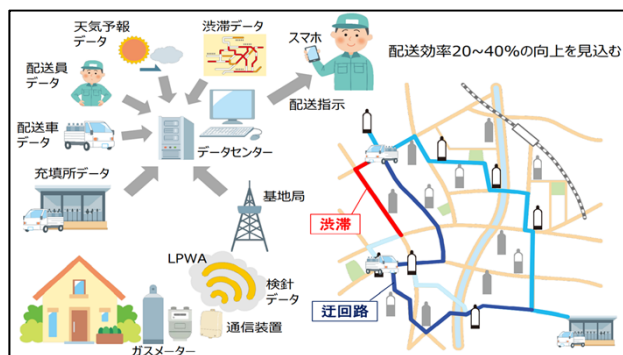 天気予報
データ
渋滞データ
スマホ
配送効率20~40%の向上を見込む
配送員
データ
配送指示
配送車
データ
データセンター
充填所データ
基地局
渋滞
LPWA
検針
データ
迂回路
通信装置
ガスメーター